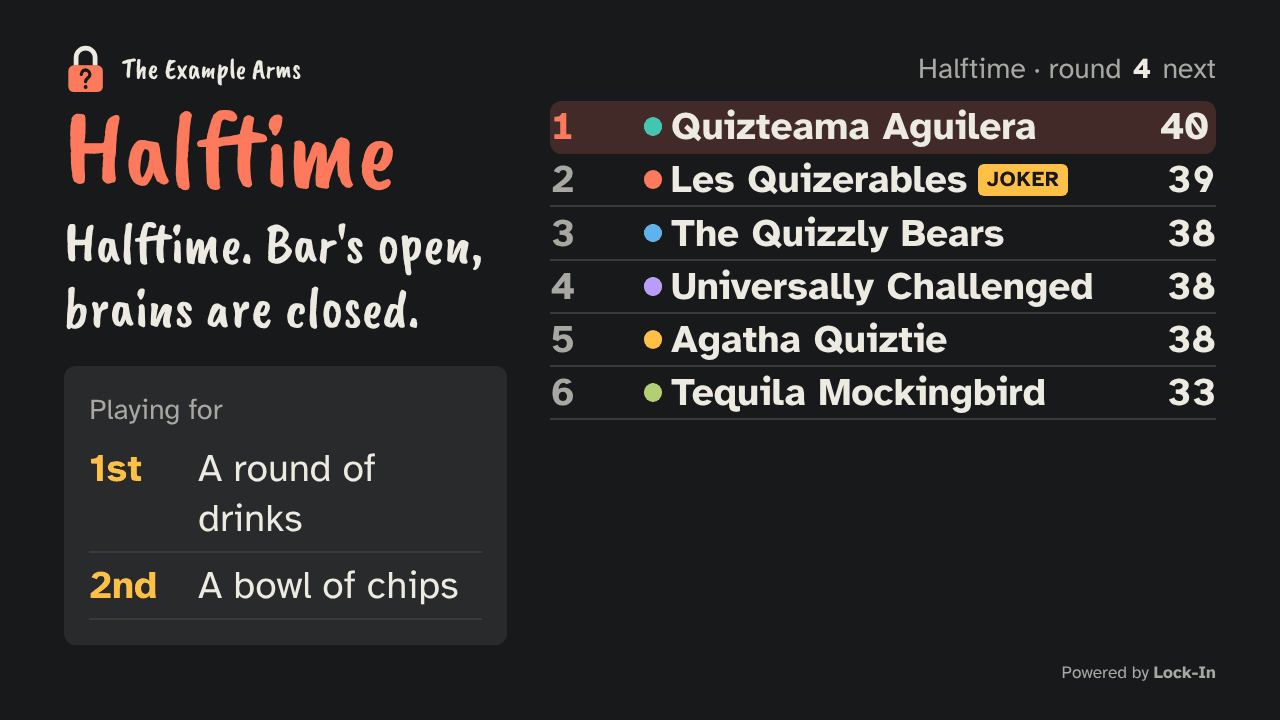 The Example Arms
Halftime
Halftime. Bar's open,
brains are closed.
Playing for
1st A round of
drinks
2nd A bowl of chips
Halftime · round 4 next
1 Quizteama Aguilera 40
2 Les Quizerables JOKER 39
3 The Quizzly Bears 38
4 Universally Challenged 38
5 Agatha Quiztie 38
6 Tequila Mockingbird 33
Powered by Lock-In